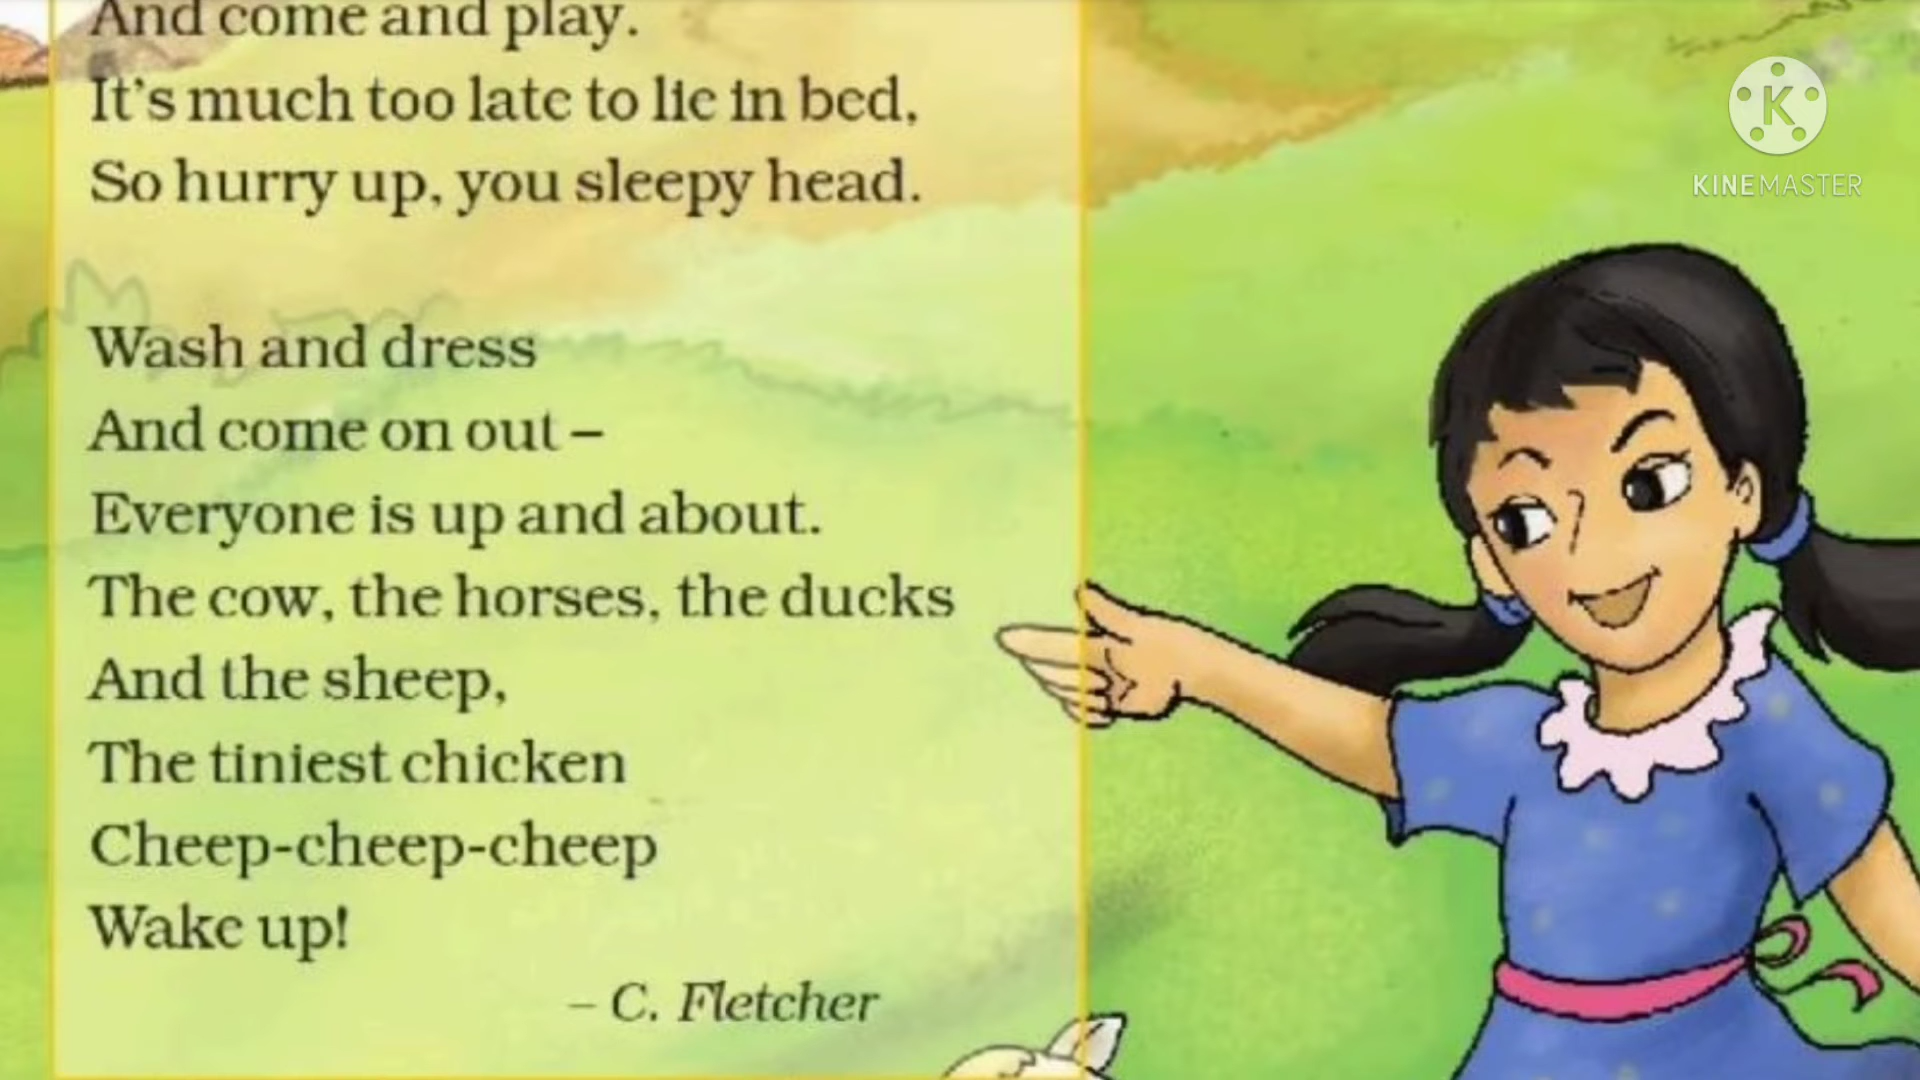 And come and play.
It's much too late to lie in bed,
So hurry up, you sleepy head.
Wash and dress
And come on out –
Everyone is up and about.
The cow, the horses, the ducks
And the sheep,
The tiniest chicken
Cheep-cheep-cheep
Wake up!
– C. Fletcher
K
KINEMASTER